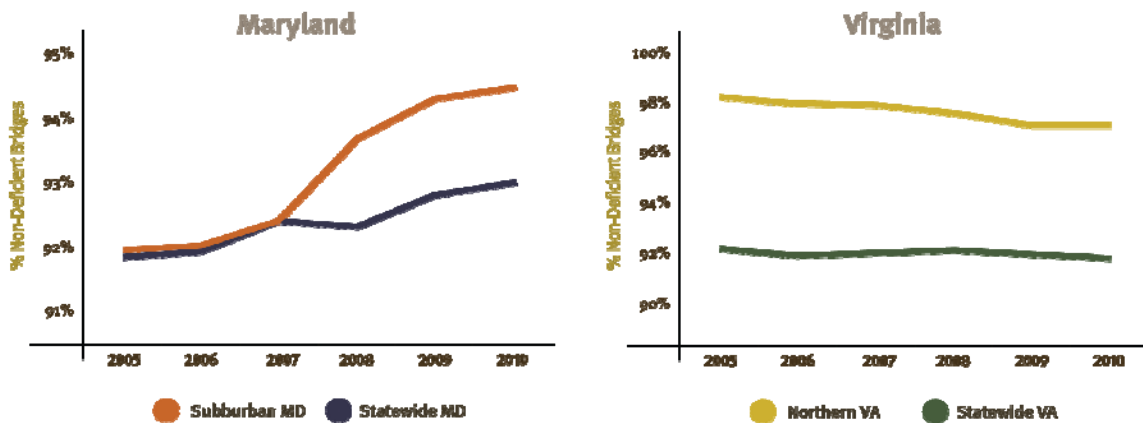 Maryland
% Non-Deficient Bridges
95%
94%
93%
92%
91%
2005 2006 2007 2008 2009 2010
Subburban MD Statewide MD
Virginia
% Non-Deficient Bridges
100%
98%
96%
94%
92%
90%
2005 2006 2007 2008 2009 2010
Northern VA Statewide VA